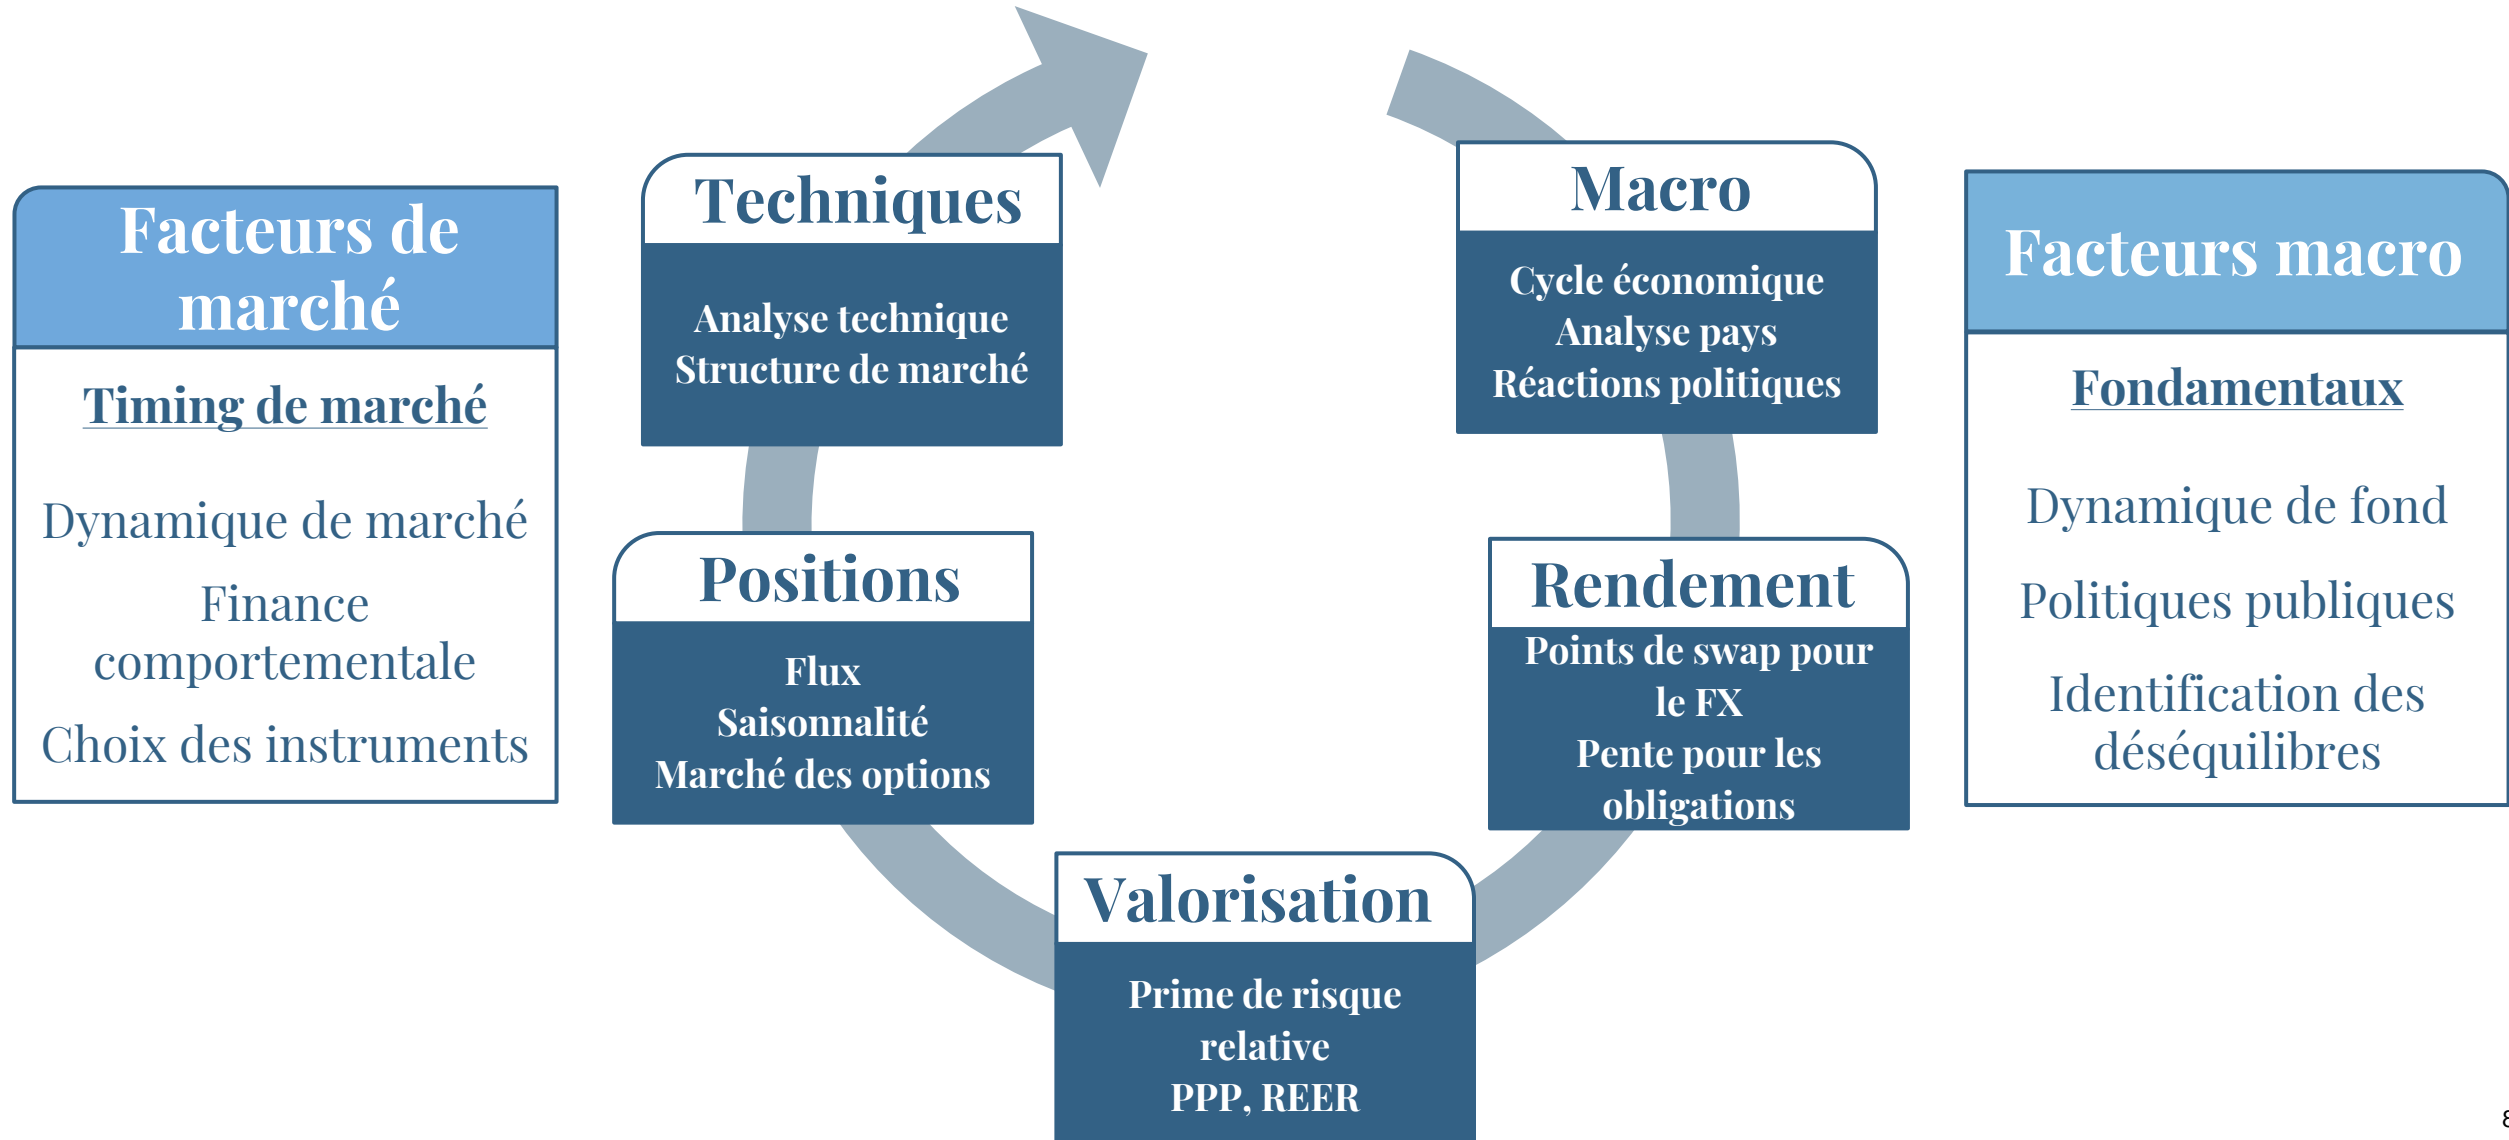 Facteurs de
marché
Timing de marché
Dynamique de marché
Finance
comportementale
Choix des instruments
Techniques
Analyse technique
Structure de marché
Positions
Flux
Saisonnalité
Marché des options
Valorisation
Prime de risque
relative
PPP, REER
Macro
Cycle économique
Analyse pays
Réactions politiques
Rendement
Points de swap pour
le FX
Pente pour les
obligations
Facteurs macro
Fondamentaux
Dynamique de fond
Politiques publiques
Identification des
déséquilibres
8